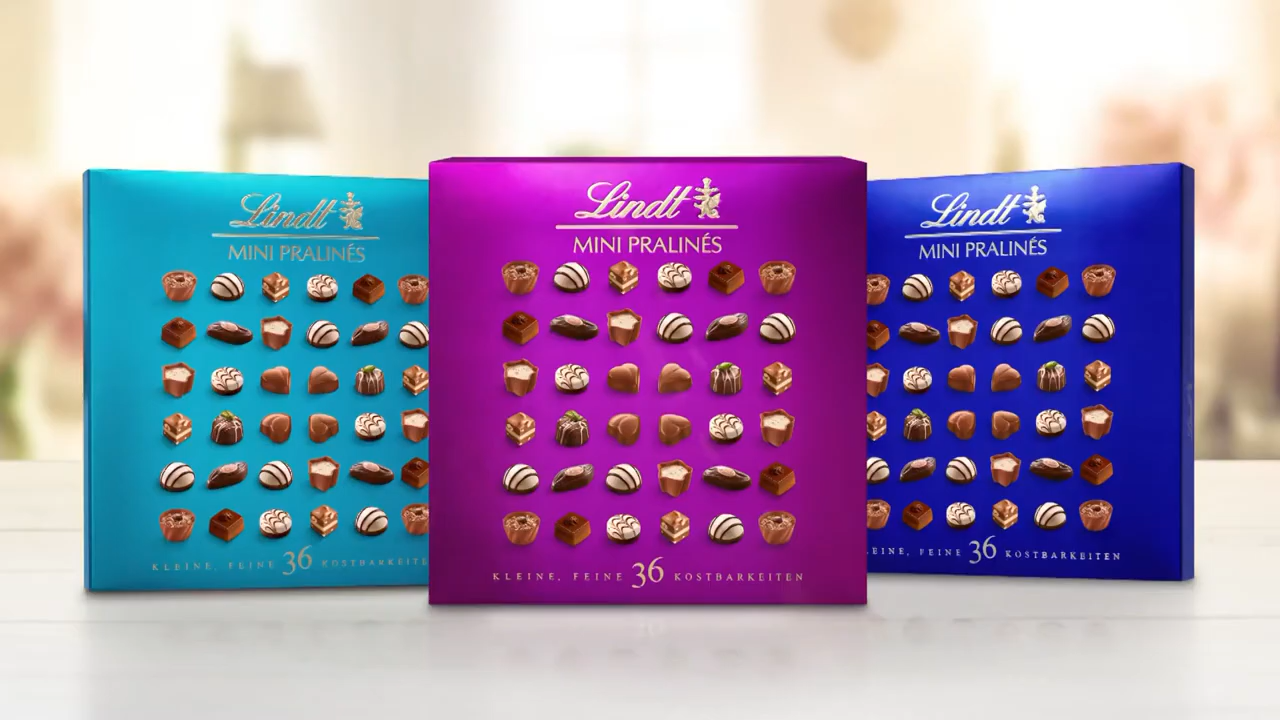 Lindt
MINI PRALINÉS
KLEINE, FEINE 36 KOSTBARKEITEN
Lindt
MINI PRALINÉS
KLEINE, FEINE 36 KOSTBARKEITEN
Lindt
MINI PRALINÉS
FEINE 36 KOSTBARKEITEN